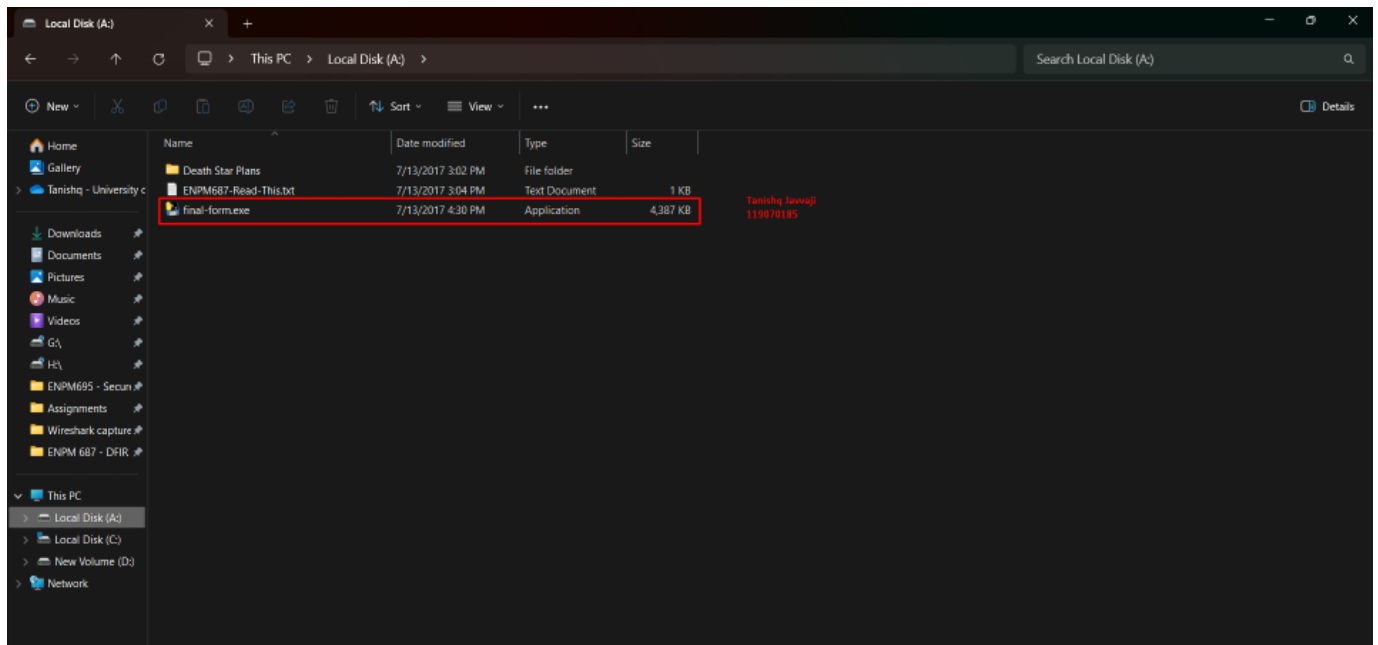 Local Disk (A:)
This PC > Local Disk (A:) >
Search Local Disk (A:)
New
Sort
View
Details
Home
Gallery
Tanishq - University c
Downloads
Documents
Pictures
Music
Videos
G:\
H:\
ENPM695 - Secun
Assignments
Wireshark capture
ENPM 687 - DFIR
This PC
Local Disk (A:)
Local Disk (C:)
New Volume (D:)
Network
Name Date modified Type Size
Death Star Plans 7/13/2017 3:02 PM File folder
ENPM687-Read-This.txt 7/13/2017 3:04 PM Text Document 1 KB
final-form.exe 7/13/2017 4:30 PM Application 4,387 KB
Tanishq Javvaji
119070185